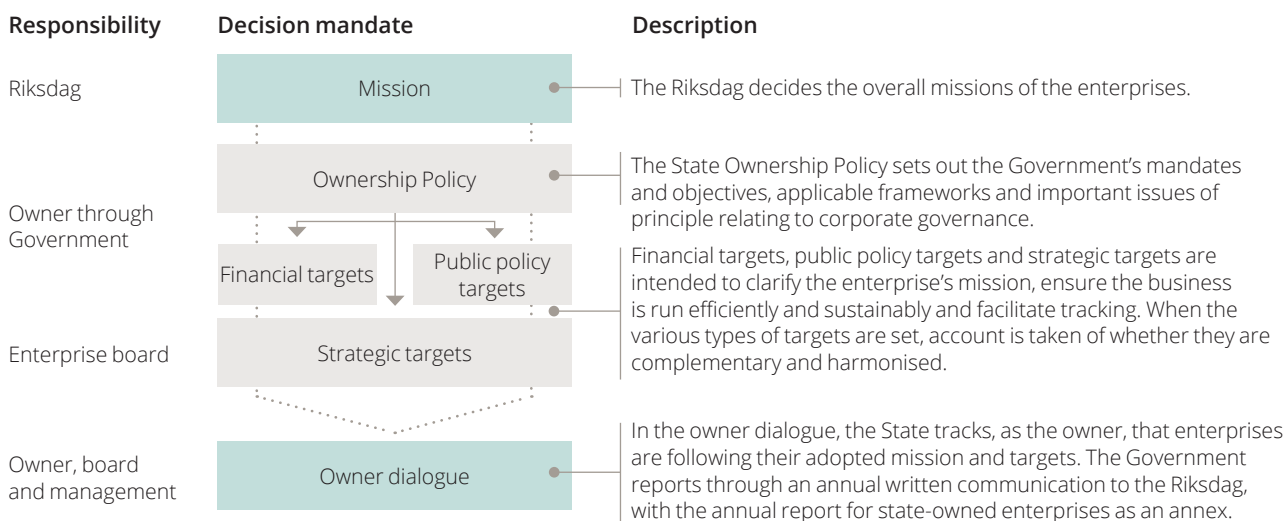 Responsibility
Decision mandate
Description
Riksdag
Mission
The Riksdag decides the overall missions of the enterprises.
Owner through
Government
Ownership Policy
The State Ownership Policy sets out the Government’s mandates
and objectives, applicable frameworks and important issues of
principle relating to corporate governance.
Financial targets
Public policy
targets
Financial targets, public policy targets and strategic targets are
intended to clarify the enterprise’s mission, ensure the business
is run efficiently and sustainably and facilitate tracking. When the
various types of targets are set, account is taken of whether they are
complementary and harmonised.
Enterprise board
Strategic targets
Owner, board
and management
Owner dialogue
In the owner dialogue, the State tracks, as the owner, that enterprises
are following their adopted mission and targets. The Government
reports through an annual written communication to the Riksdag,
with the annual report for state-owned enterprises as an annex.